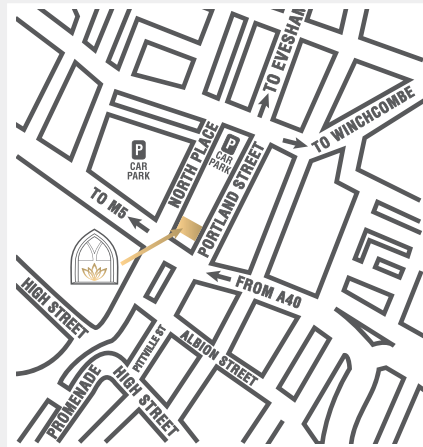 TO EVESHAM
TO WINCHCOMBE
P
CAR
PARK
P
CAR
PARK
NORTH PLACE
PORTLAND STREET
TO M5
FROM A40
HIGH STREET
PITTVILLE ST
ALBION STREET
PROMENADE
HIGH STREET